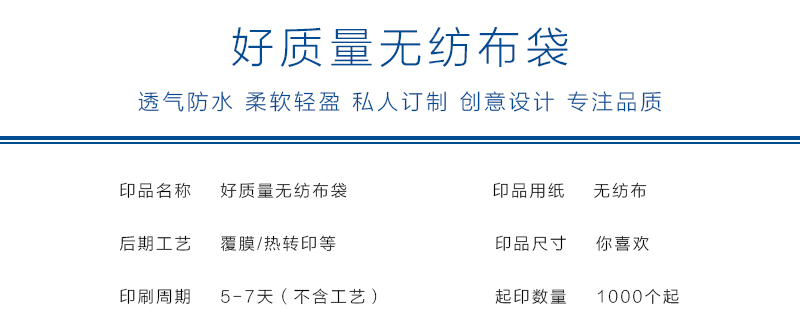 好质量无纺布袋
透气防水 柔软轻盈 私人订制 创意设计 专注品质
印品名称 好质量无纺布袋 印品用纸 无纺布
后期工艺 覆膜/热转印等 印品尺寸 你喜欢
印刷周期 5-7天（不含工艺） 起印数量 1000个起